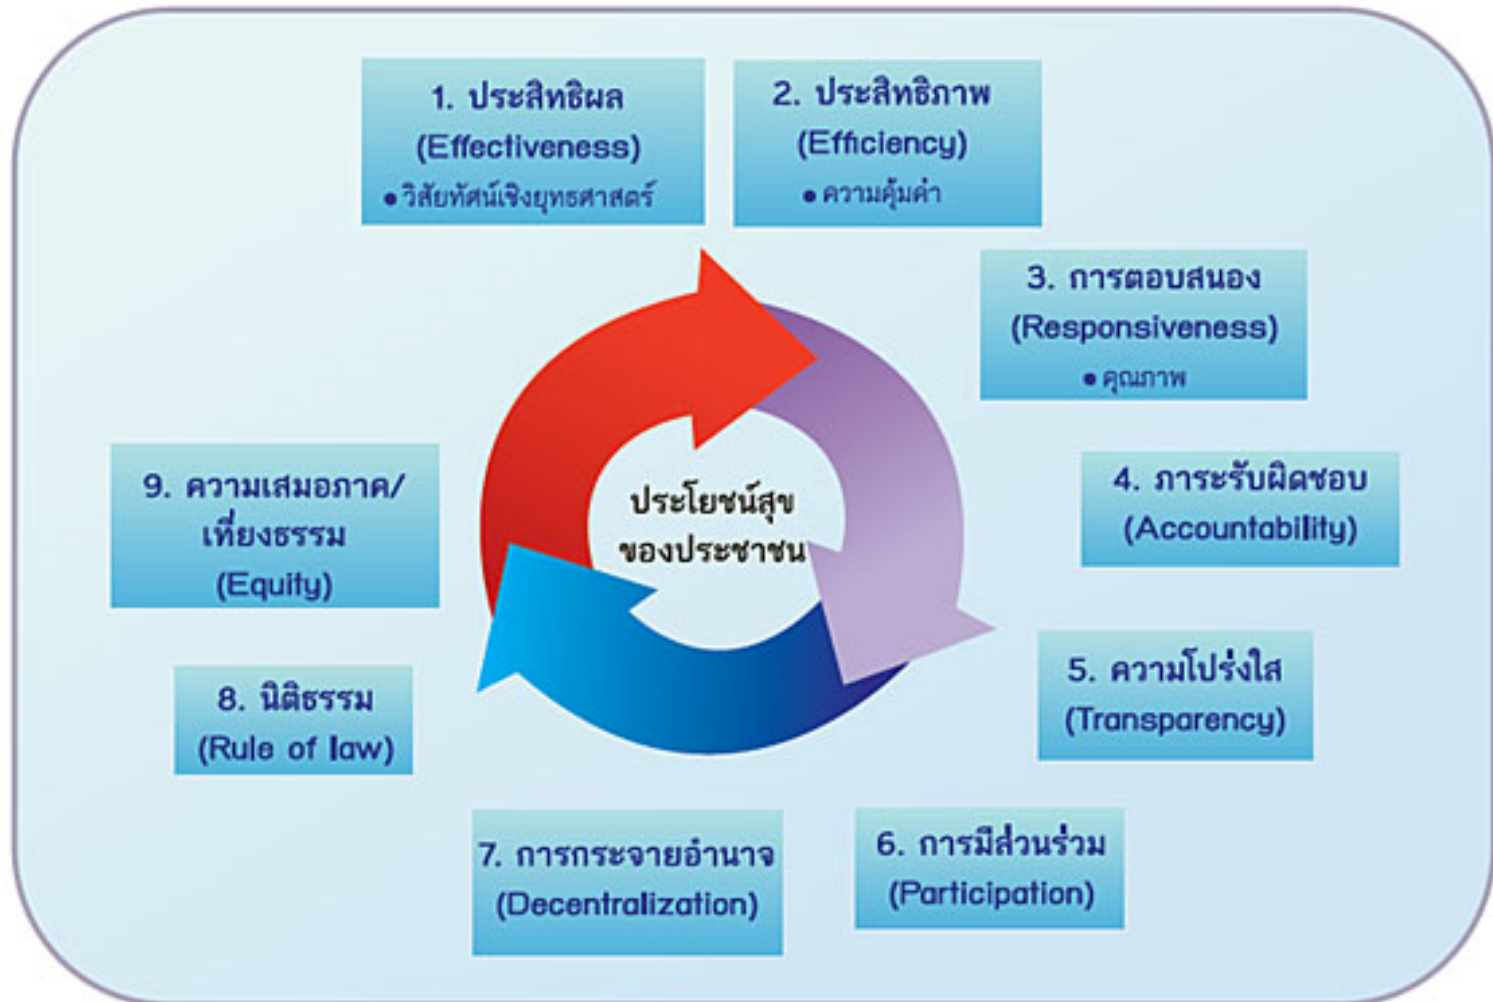 1. ประสิทธิผล
(Effectiveness)
• วิสัยทัศน์เชิงยุทธศาสตร์
2. ประสิทธิภาพ
(Efficiency)
• ความคุ้มค่า
3. การตอบสนอง
(Responsiveness)
• คุณภาพ
4. ภาระรับผิดชอบ
(Accountability)
5. ความโปร่งใส
(Transparency)
6. การมีส่วนร่วม
(Participation)
7. การกระจายอำนาจ
(Decentralization)
8. นิติธรรม
(Rule of law)
9. ความเสมอภาค/
เที่ยงธรรม
(Equity)
ประโยชน์สุข
ของประชาชน